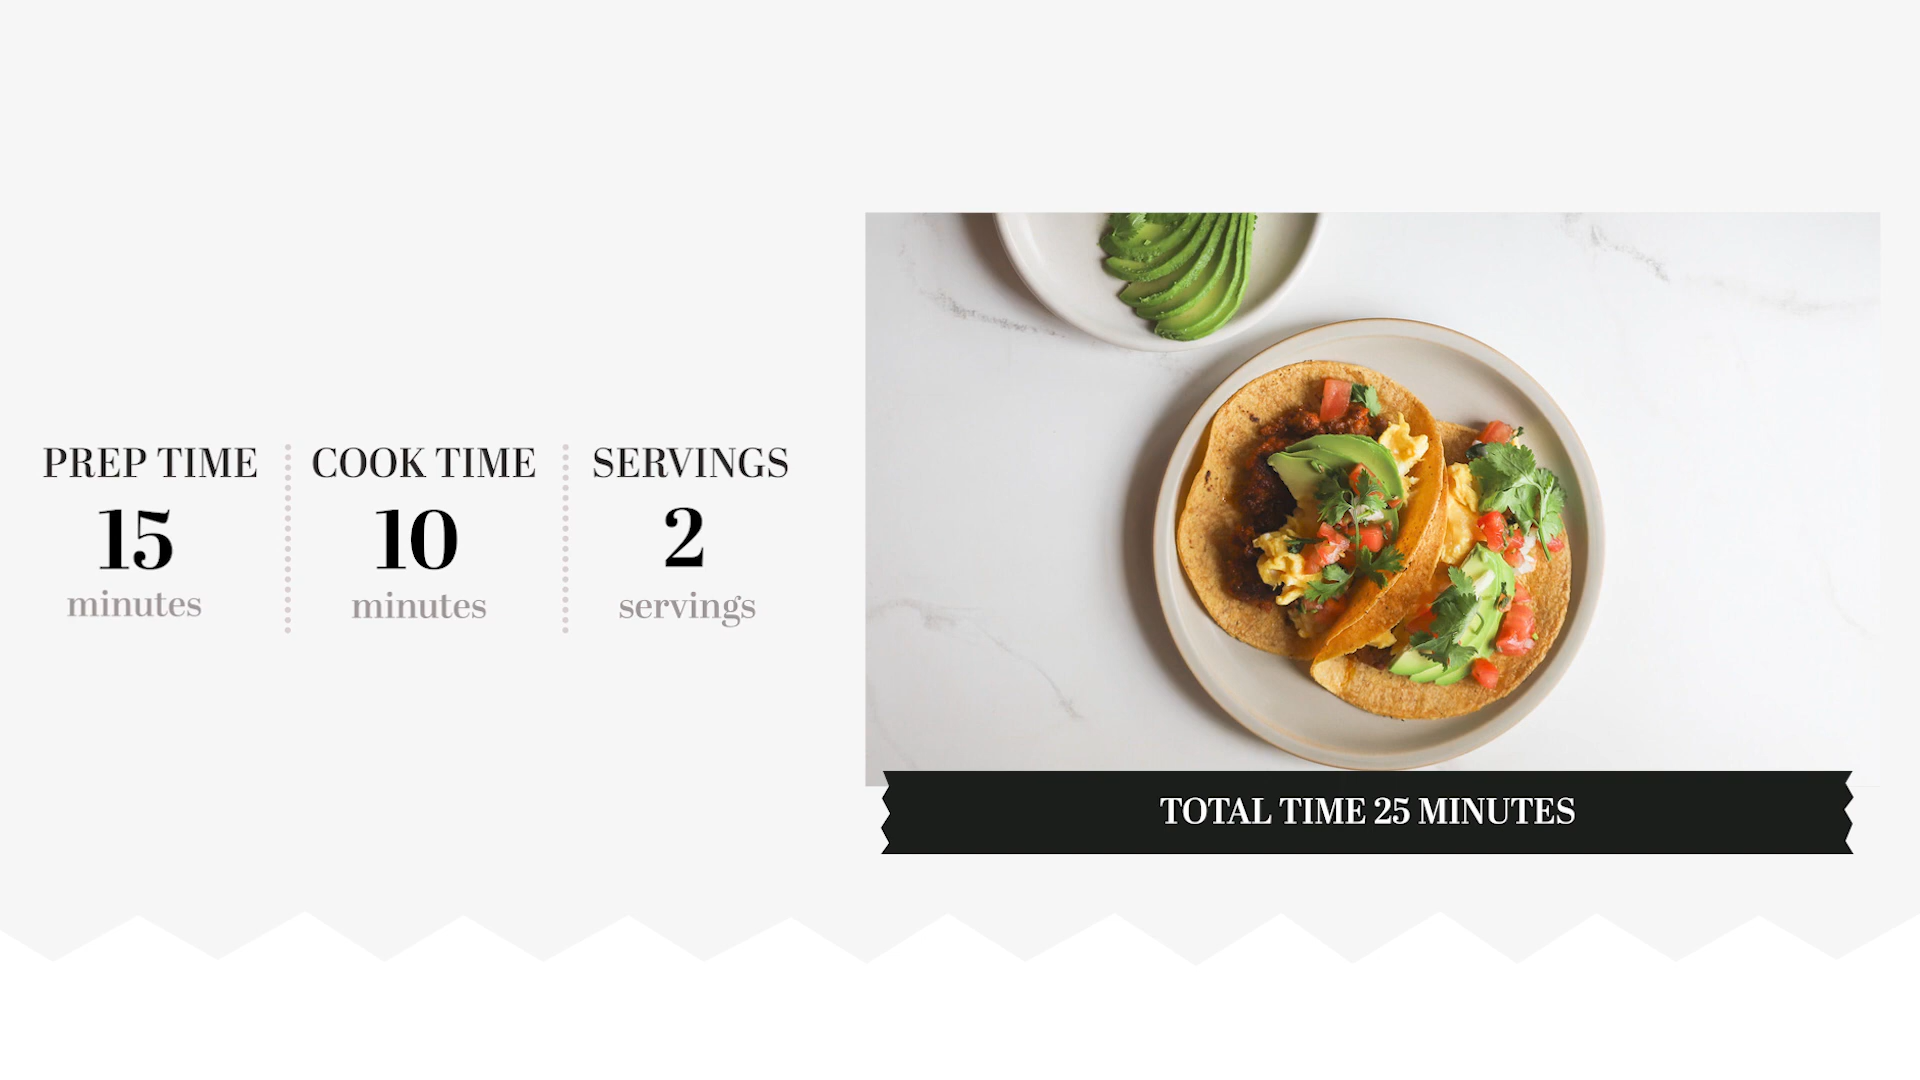 PREP TIME
15
minutes
COOK TIME
10
minutes
SERVINGS
2
servings
TOTAL TIME 25 MINUTES